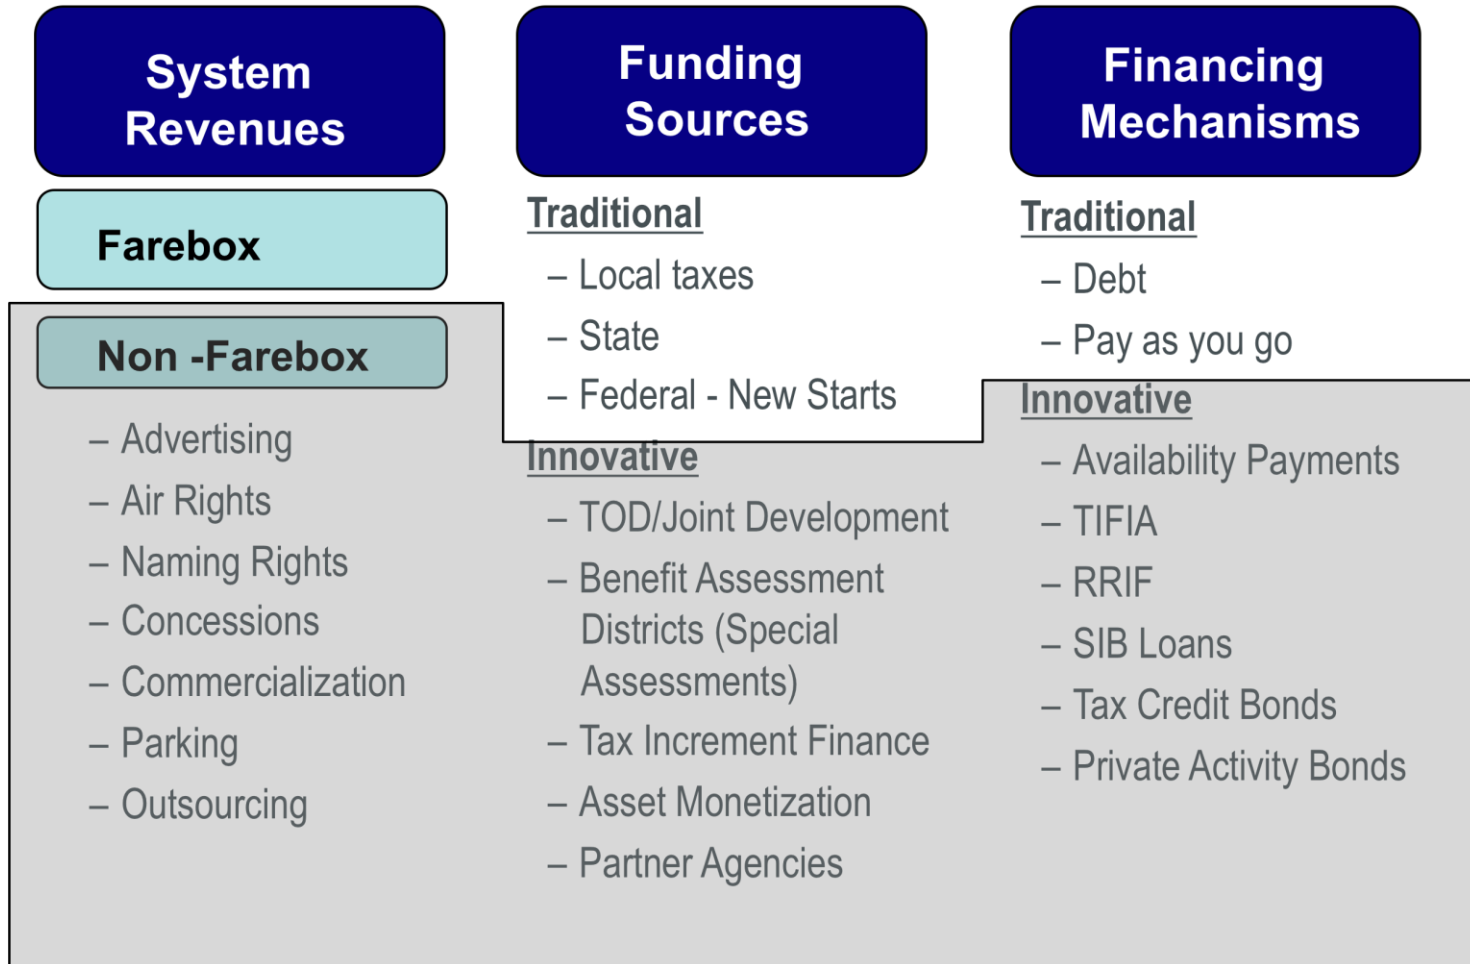 System
Revenues
Farebox
Non -Farebox
– Advertising
– Air Rights
– Naming Rights
– Concessions
– Commercialization
– Parking
– Outsourcing
Funding
Sources
Traditional
– Local taxes
– State
– Federal - New Starts
Innovative
– TOD/Joint Development
– Benefit Assessment
Districts (Special
Assessments)
– Tax Increment Finance
– Asset Monetization
– Partner Agencies
Financing
Mechanisms
Traditional
– Debt
– Pay as you go
Innovative
– Availability Payments
– TIFIA
– RRIF
– SIB Loans
– Tax Credit Bonds
– Private Activity Bonds